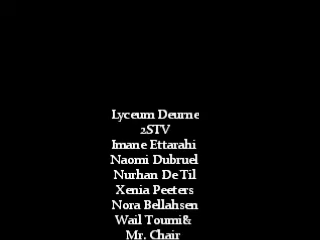 Lyceum Deurne
2STV
Imane Ettarahi
Naomi Dubruel
Nurhan De Til
Xenia Peeters
Nora Bellahsen
Wail Toumi&
Mr. Chair